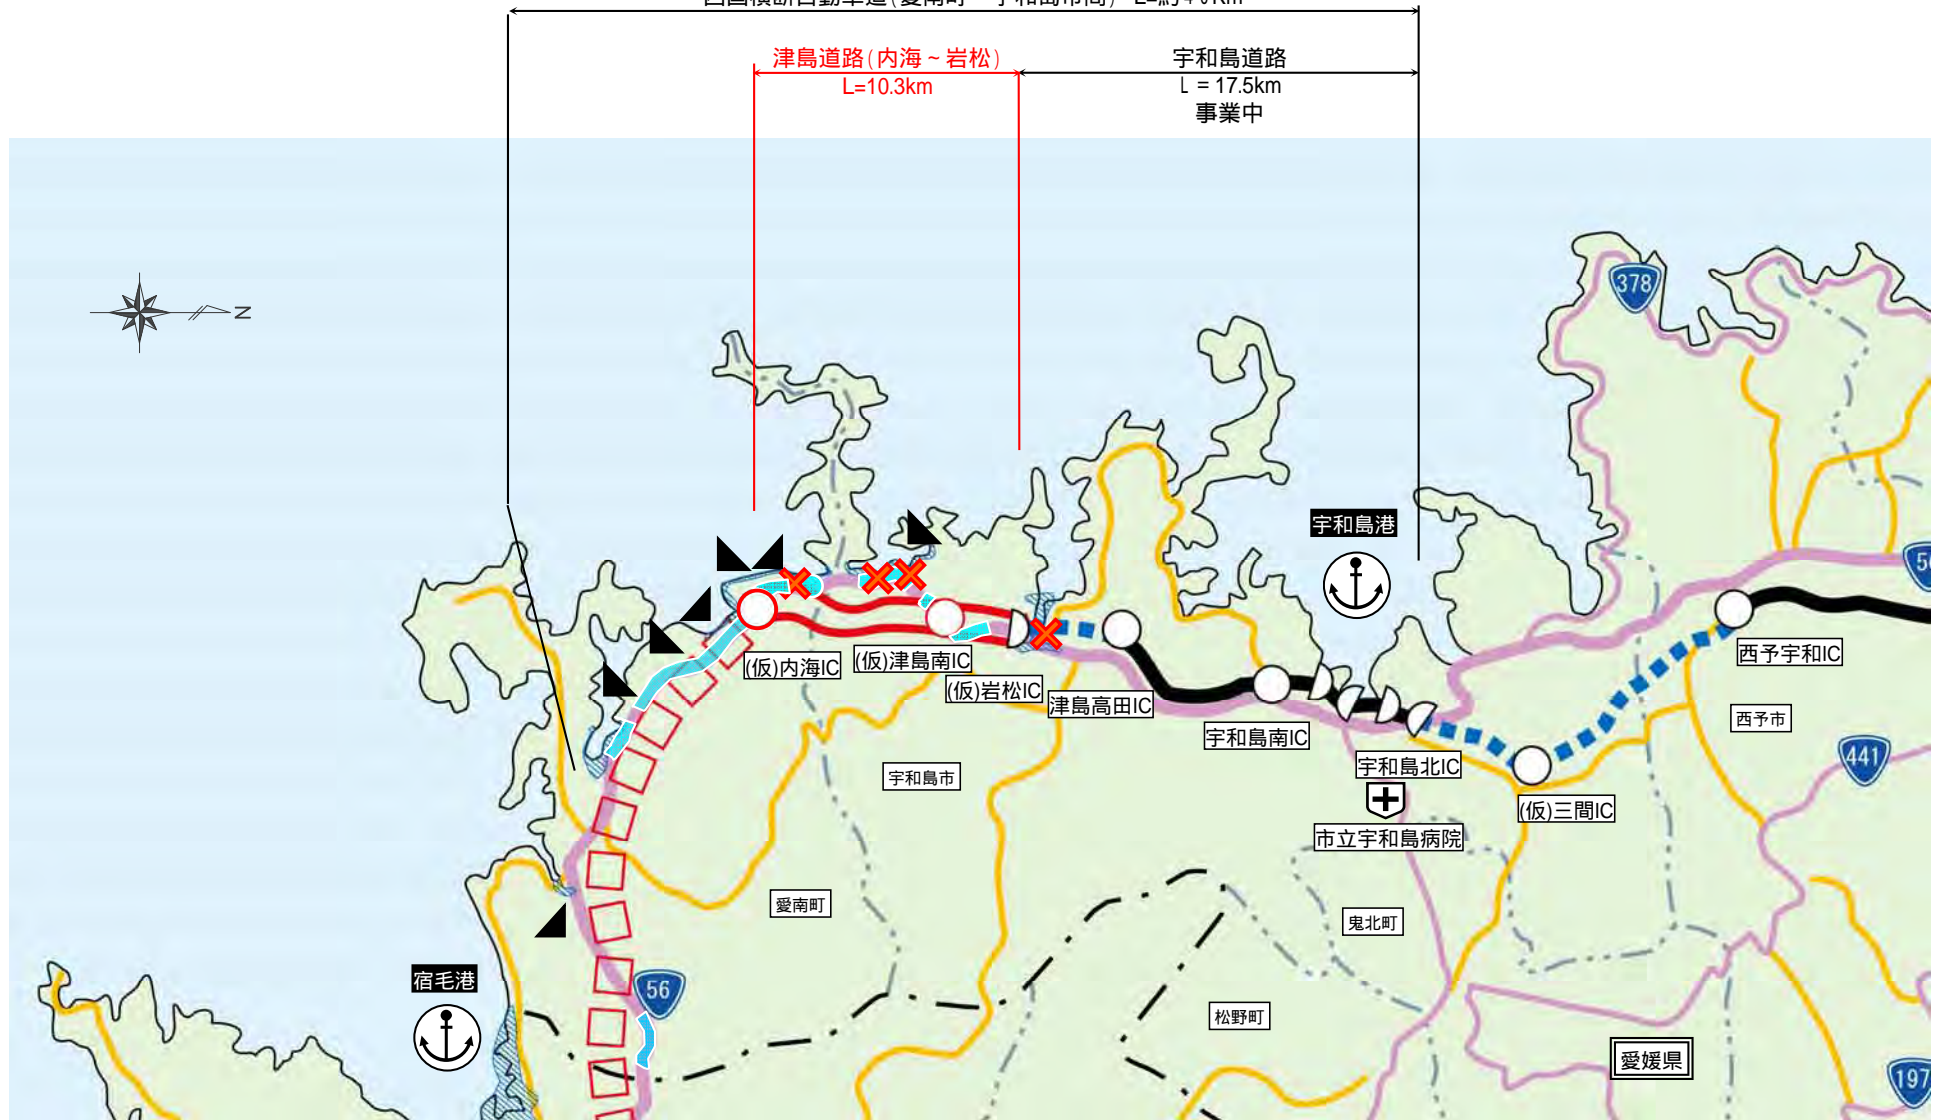 津島道路(内海~岩松)
L=10.3km
宇和島道路
L = 17.5km
事業中
N
378
宇和島港
56
(仮)内海IC
(仮)津島南IC
(仮)岩松IC
津島高田IC
宇和島南IC
宇和島北IC
(仮)三間IC
西予宇和IC
西予市
441
宇和島市
市立宇和島病院
愛南町
鬼北町
宿毛港
56
松野町
愛媛県
197